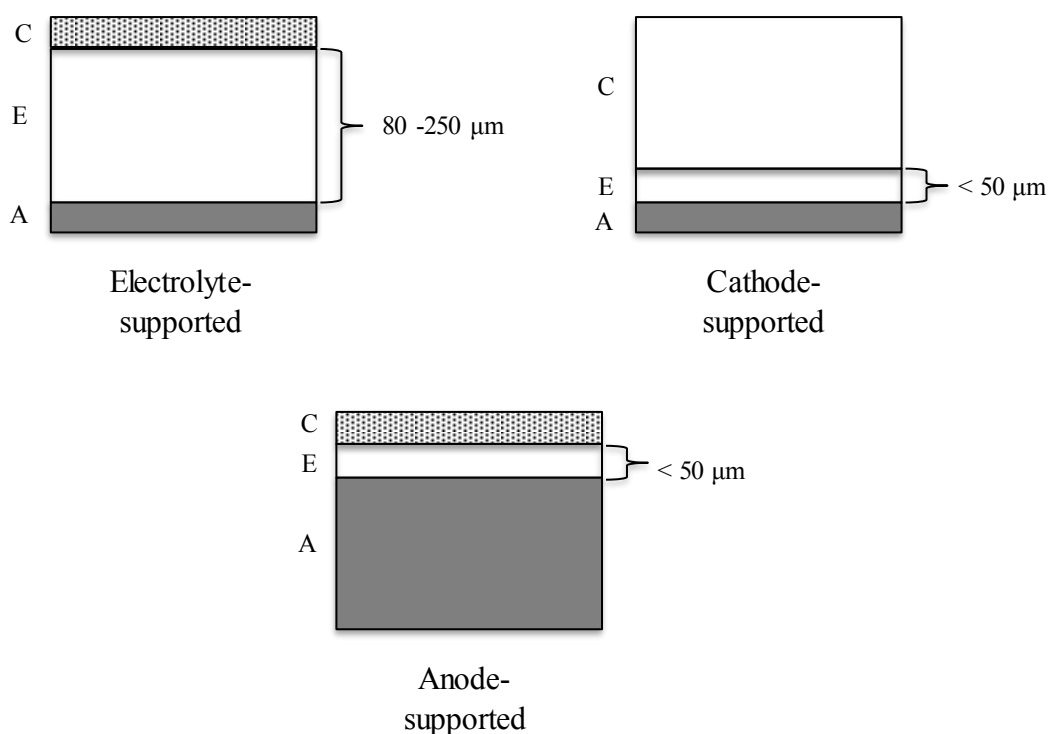 C
E
80 -250 μm
A
Electrolyte-
supported
C
E
< 50 μm
A
Cathode-
supported
C
E
< 50 μm
A
Anode-
supported